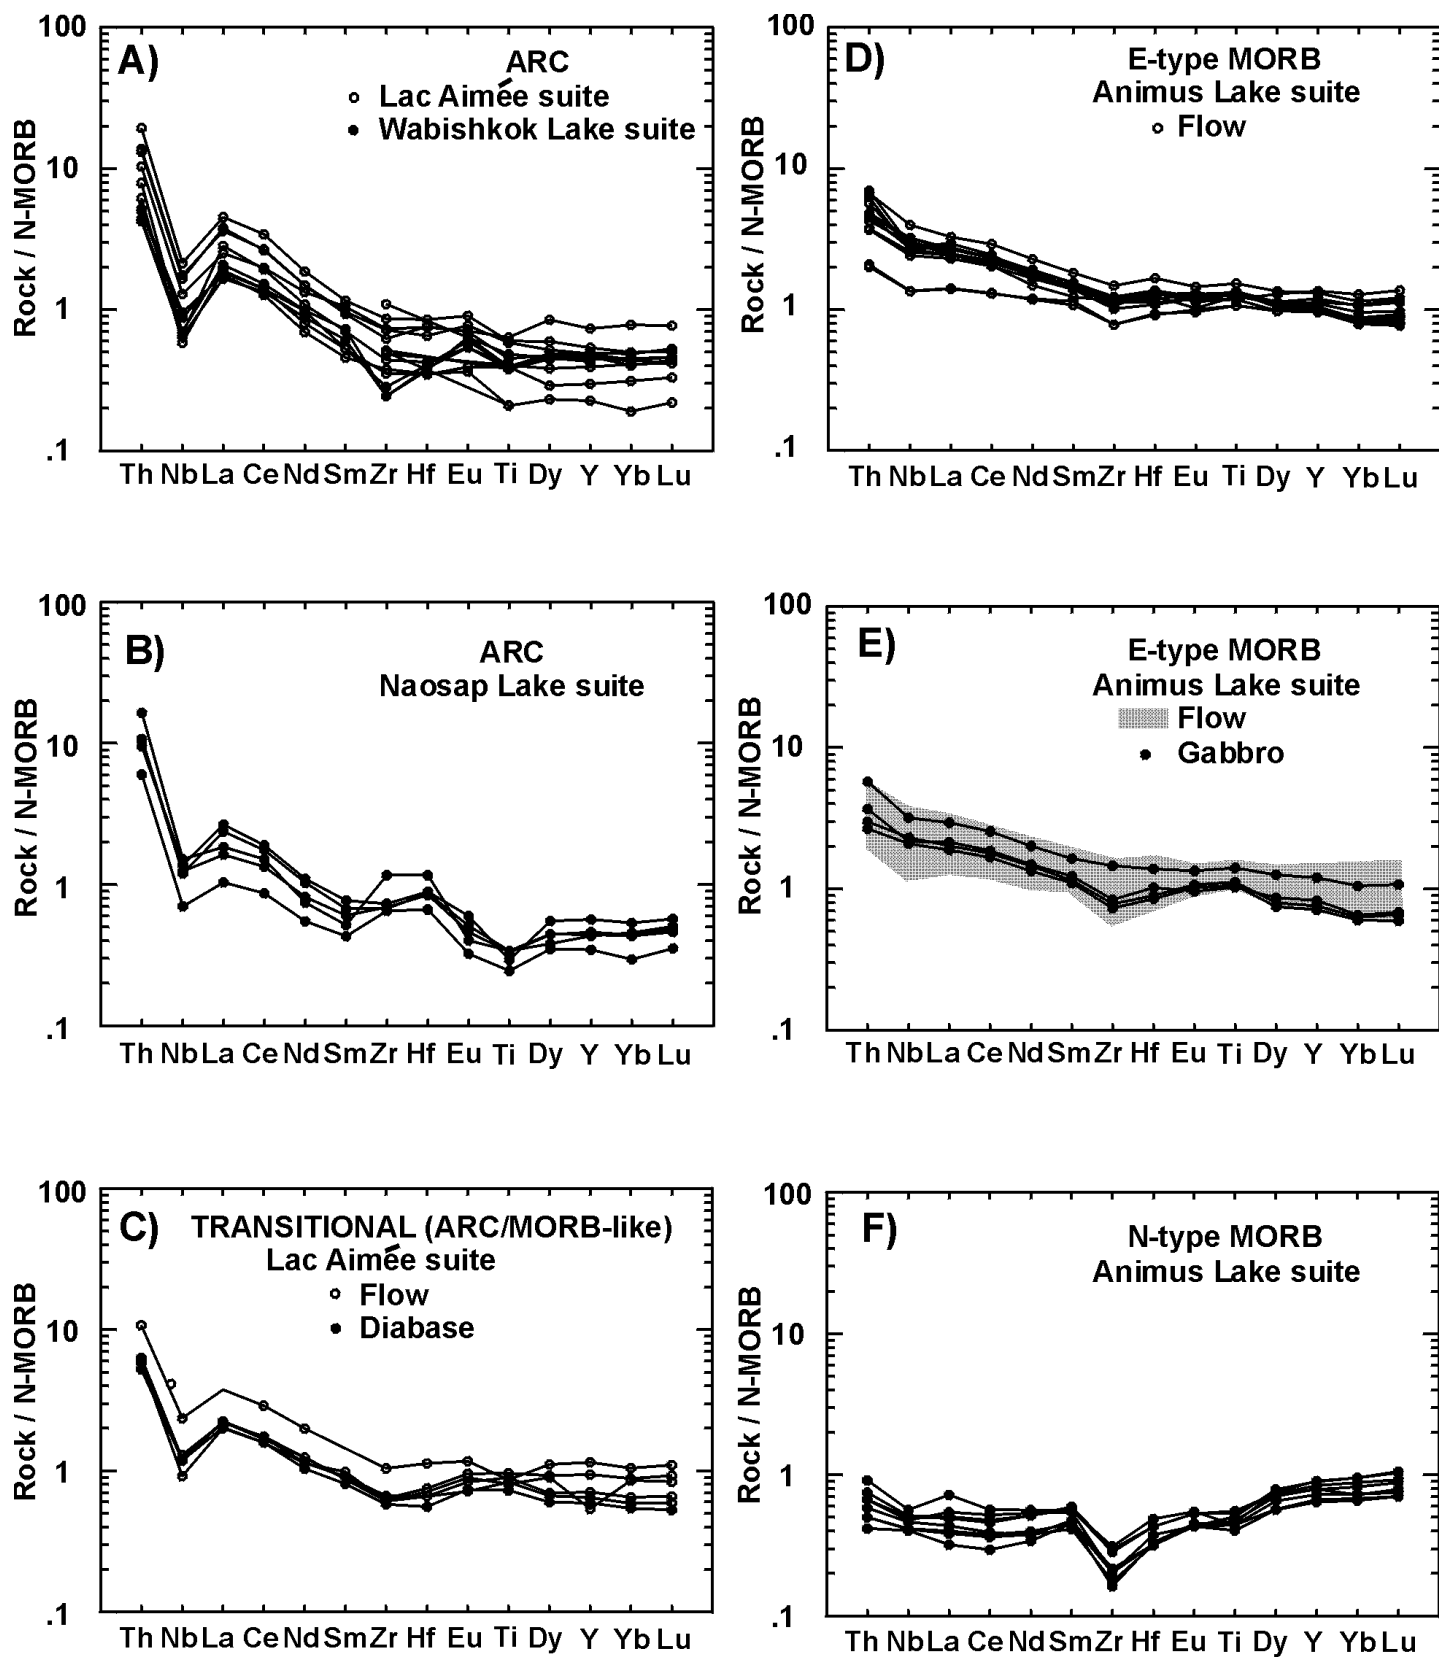 A)
ARC
Lac Aimée suite
Wabishkok Lake suite
Rock / N-MORB
100
10
1
.1
Th Nb La Ce Nd Sm Zr Hf Eu Ti Dy Y Yb Lu
D)
E-type MORB
Animus Lake suite
Flow
Rock / N-MORB
100
10
1
.1
Th Nb La Ce Nd Sm Zr Hf Eu Ti Dy Y Yb Lu
B)
ARC
Naosap Lake suite
Rock / N-MORB
100
10
1
.1
Th Nb La Ce Nd Sm Zr Hf Eu Ti Dy Y Yb Lu
E)
E-type MORB
Animus Lake suite
Flow
Gabbro
Rock / N-MORB
100
10
1
.1
Th Nb La Ce Nd Sm Zr Hf Eu Ti Dy Y Yb Lu
C)
TRANSITIONAL (ARC/MORB-like)
Lac Aimée suite
Flow
Diabase
Rock / N-MORB
100
10
1
.1
Th Nb La Ce Nd Sm Zr Hf Eu Ti Dy Y Yb Lu
F)
N-type MORB
Animus Lake suite
Rock / N-MORB
100
10
1
.1
Th Nb La Ce Nd Sm Zr Hf Eu Ti Dy Y Yb Lu